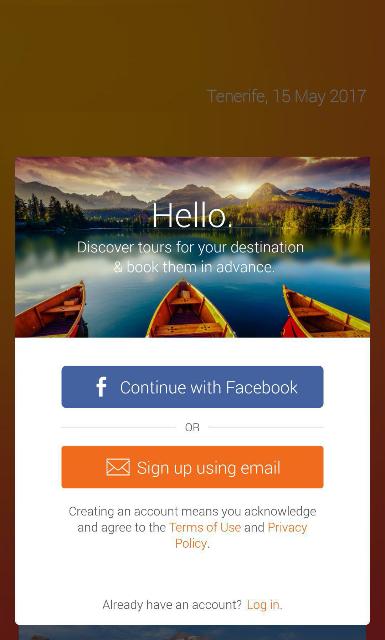 Tenerife, 15 May 2017
Hello.
Discover tours for your destination
& book them in advance.
Continue with Facebook
OR
Sign up using email
Creating an account means you acknowledge
and agree to the Terms of Use and Privacy
Policy.
Already have an account? Log in.